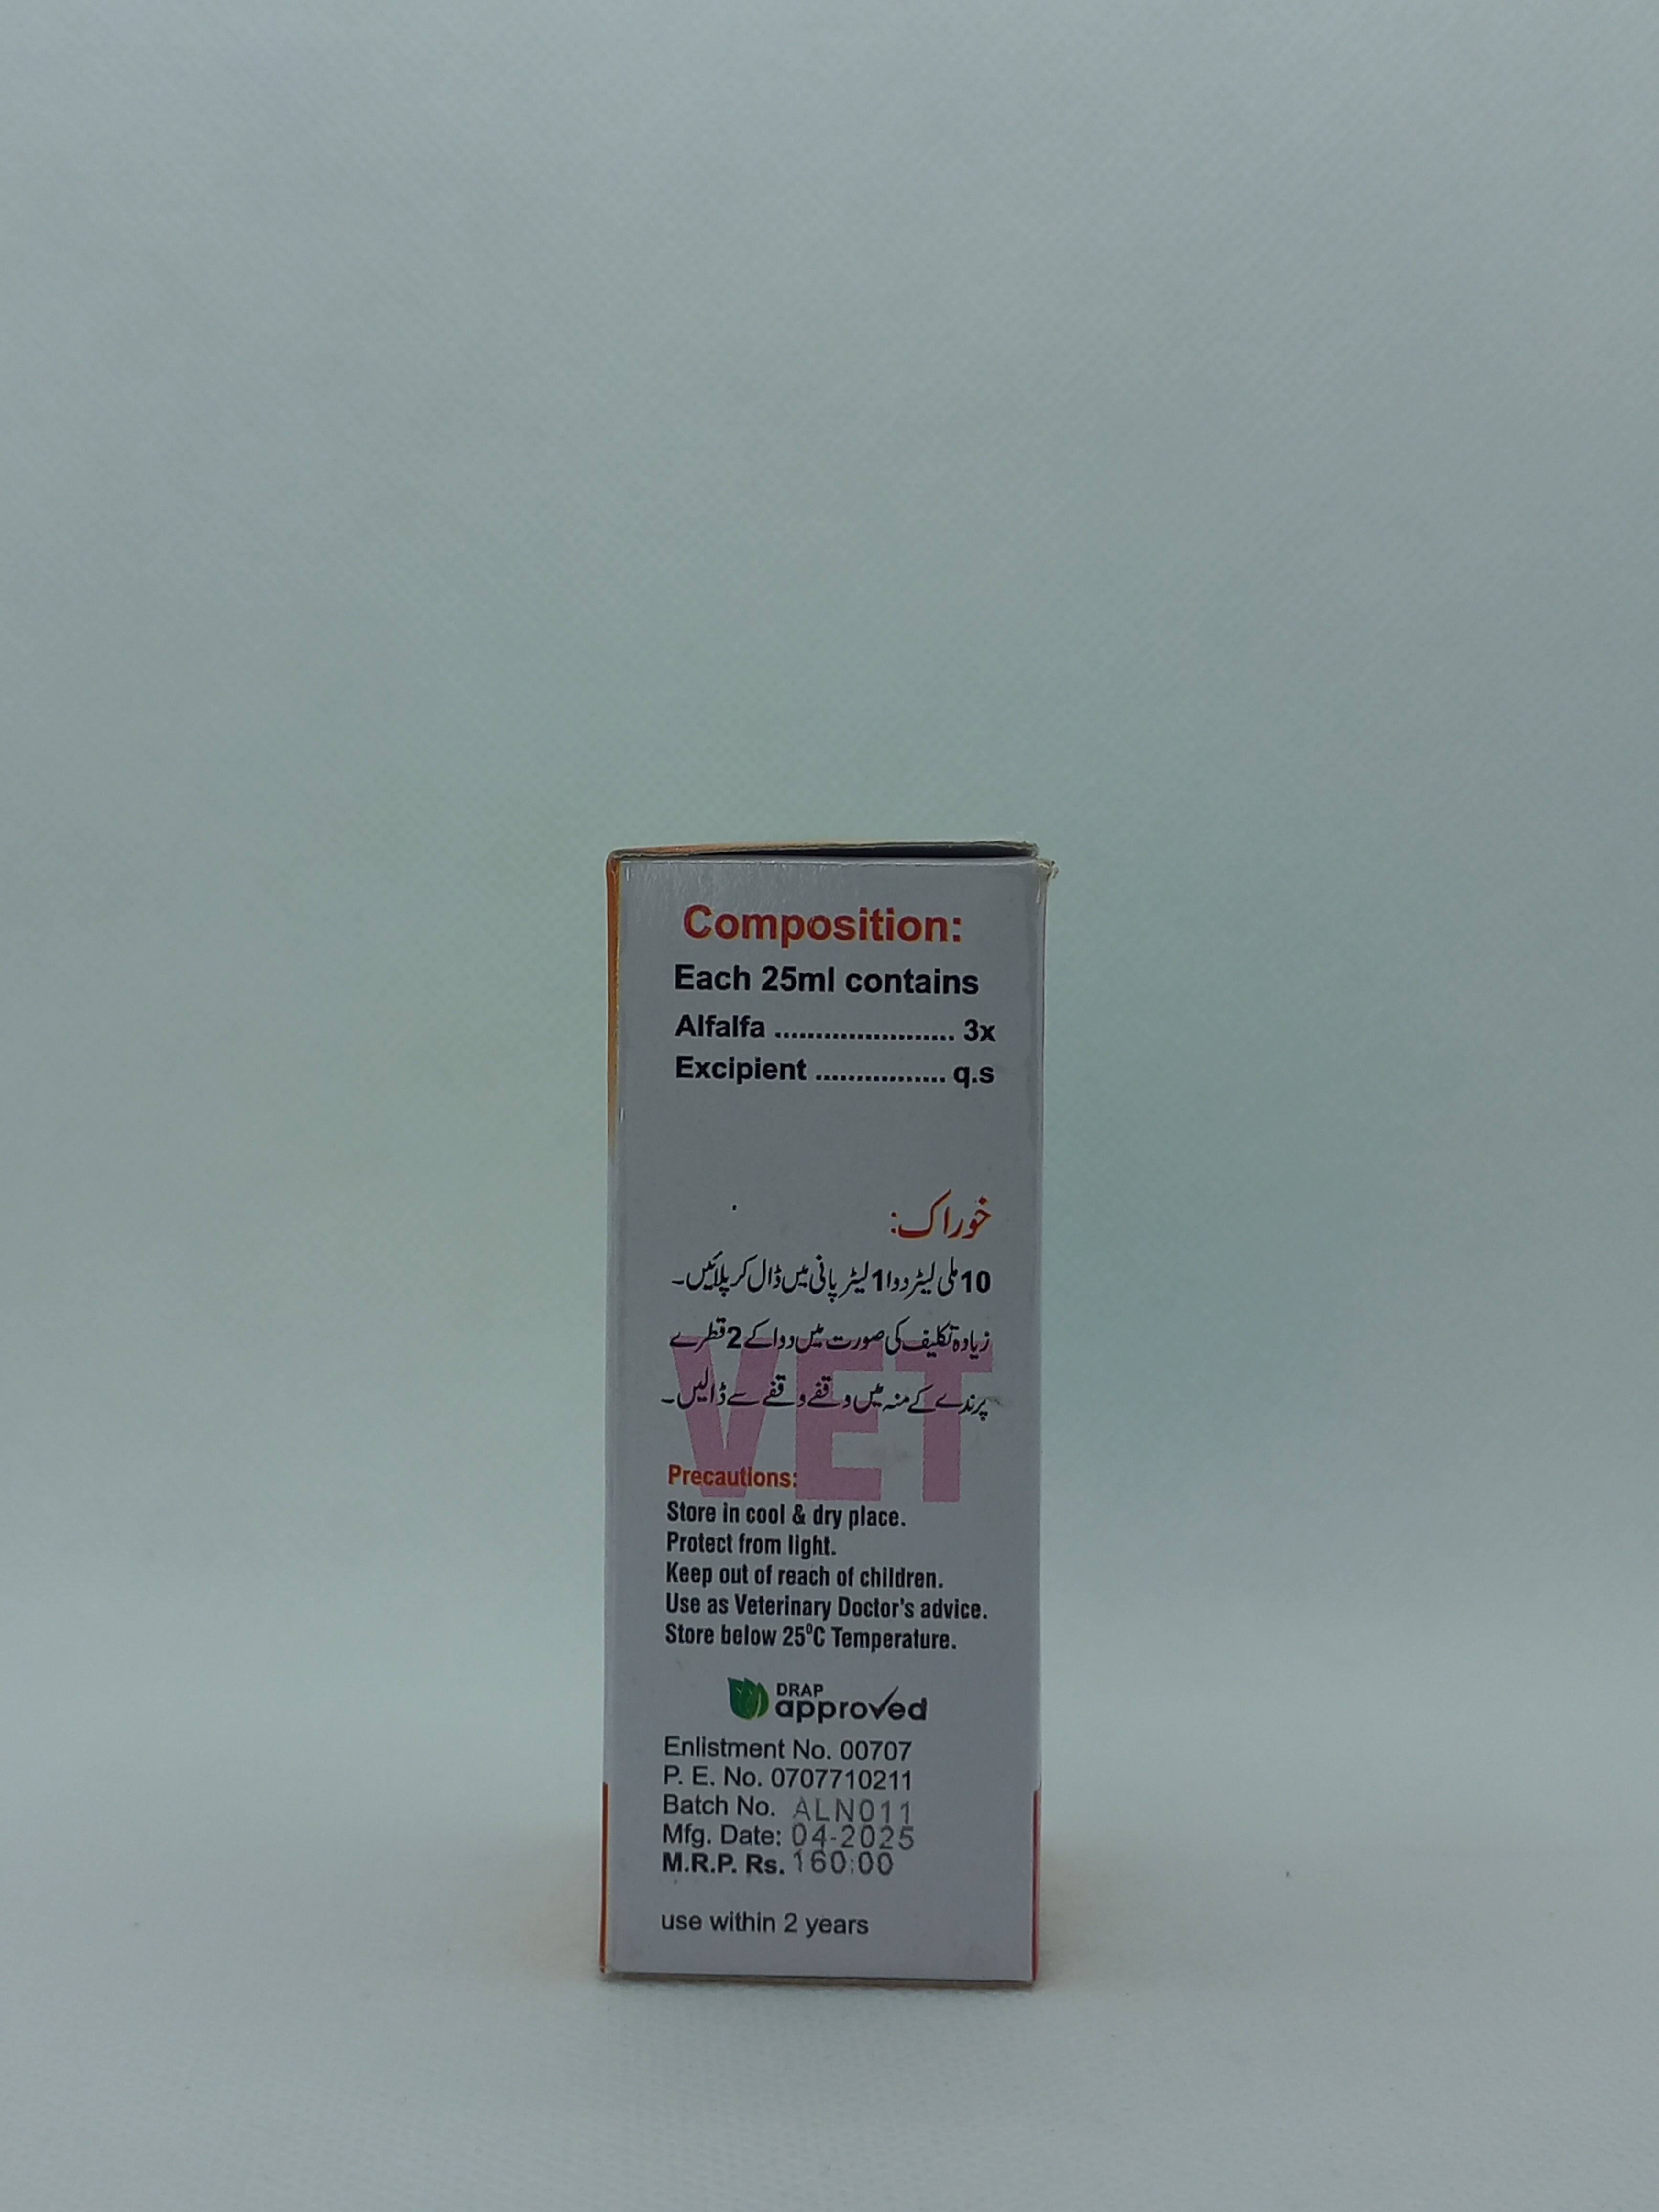 Composition:
Each 25ml contains
Alfalfa ...................... 3x
Excipient ................ q.s
خوراک:
10 ملی لیٹر دوا 1 لیٹر پانی میں ڈال کر پلائیں۔
زیادہ تکلیف کی صورت میں دوا کے 2 قطرے
پرندے کے منہ میں وقفے وقفے سے ڈالیں۔
VET
Precautions:
Store in cool & dry place.
Protect from light.
Keep out of reach of children.
Use as Veterinary Doctor's advice.
Store below 25⁰C Temperature.
DRAP
approved
Enlistment No. 00707
P. E. No. 0707710211
Batch No. ALN011
Mfg. Date: 04-2025
M.R.P. Rs. 160:00
use within 2 years